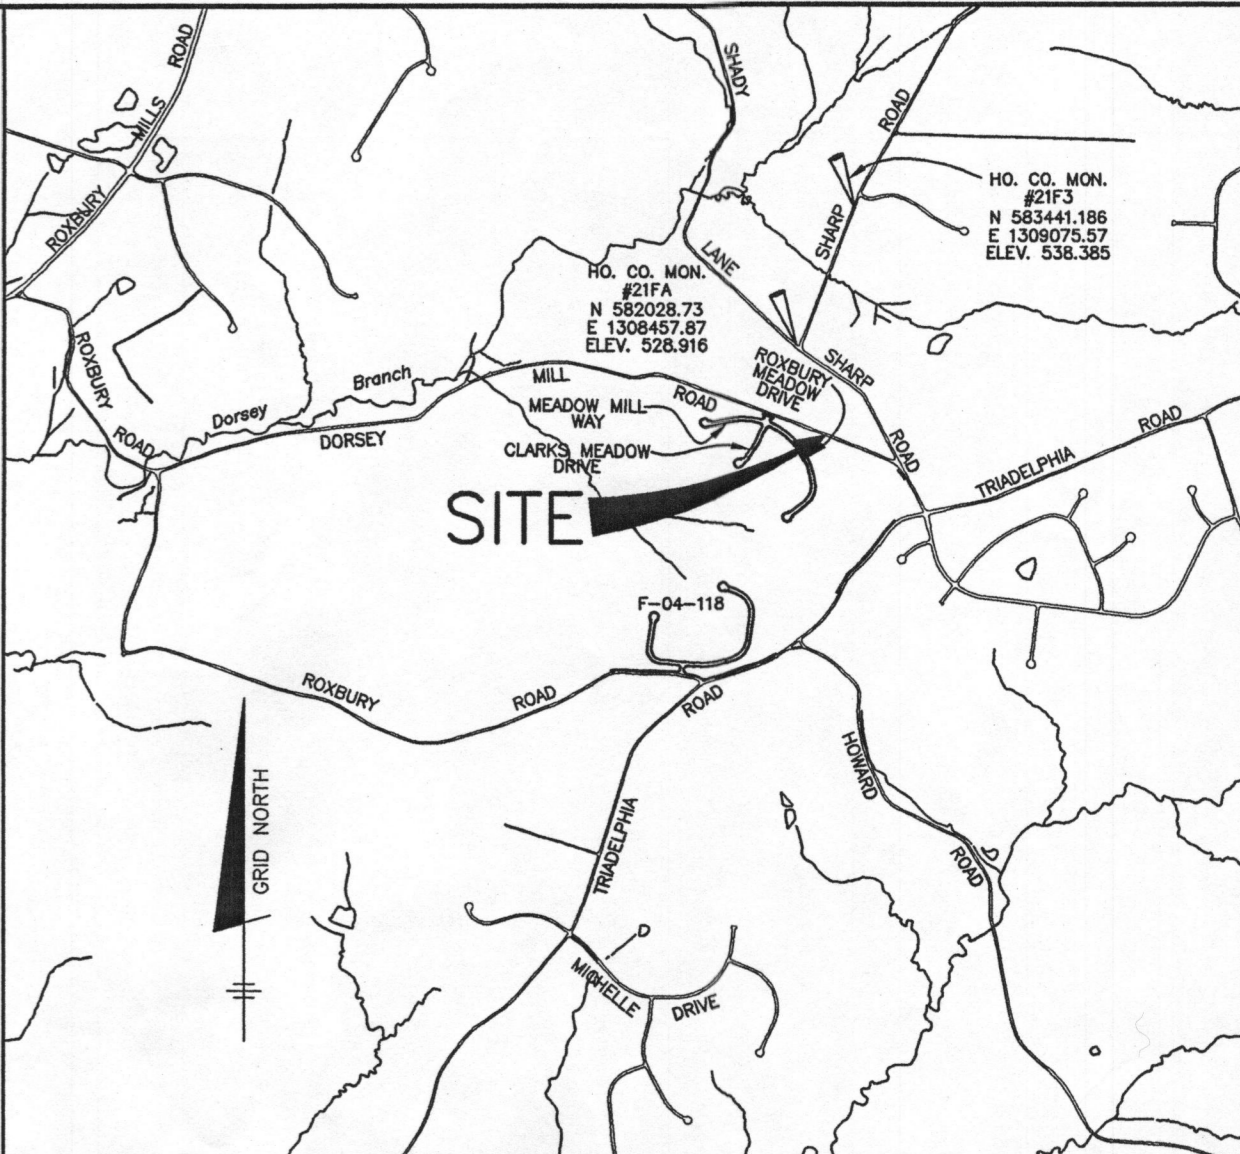 ROAD
MILLS
ROXBURY
SHADY
LANE
ROAD
SHARP
HO. CO. MON.
#21F3
N 583441.186
E 1309075.57
ELEV. 538.385
HO. CO. MON.
#21FA
N 582028.73
E 1308457.87
ELEV. 528.916
ROXBURY
ROAD
Dorsey
Branch
DORSEY
MILL
ROAD
ROXBURY
MEADOW
DRIVE
SHARP
ROAD
MEADOW MILL
WAY
CLARKS MEADOW
DRIVE
SITE
TRIADELPHIA
ROAD
F-04-118
ROXBURY
ROAD
ROAD
TRIADELPHIA
HOWARD
ROAD
GRID NORTH
MICHELLE
DRIVE